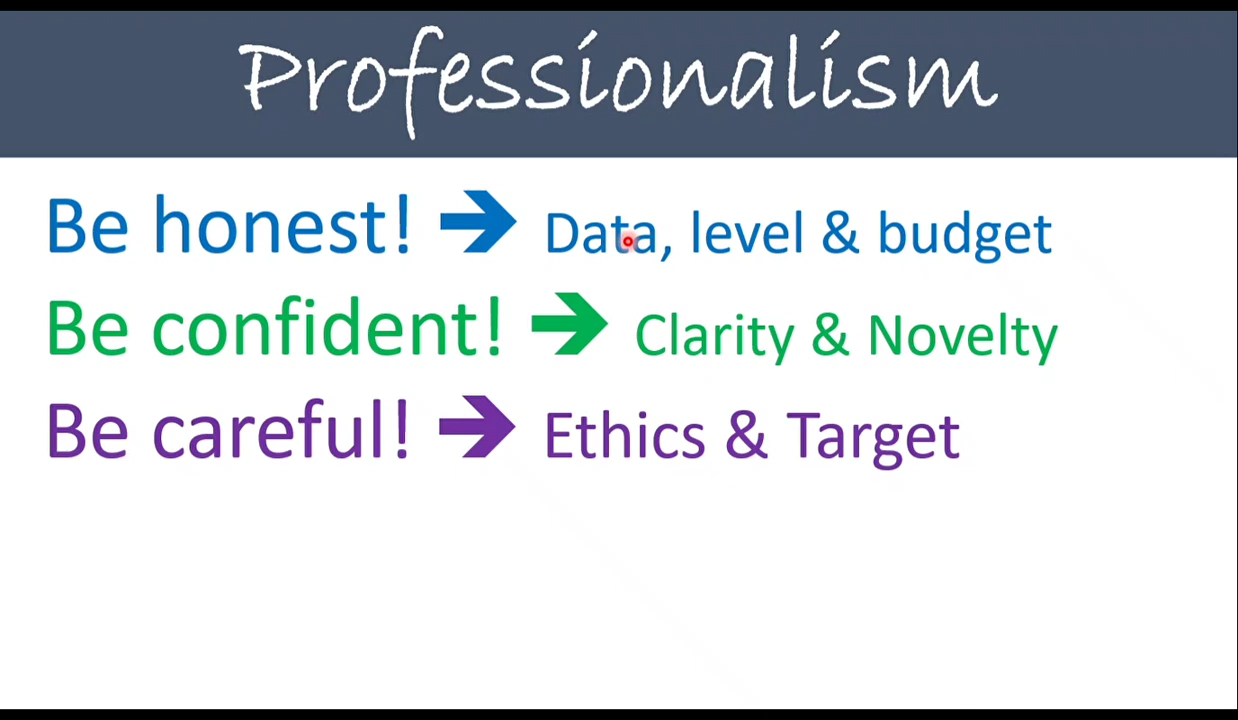 Professionalism
Be honest! → Data, level & budget
Be confident! → Clarity & Novelty
Be careful! → Ethics & Target